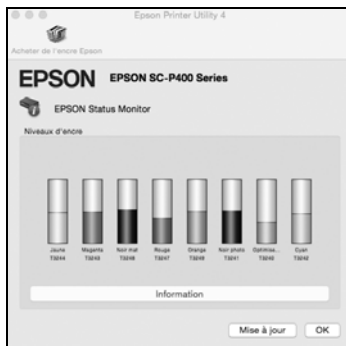 Epson Printer Utility 4
Acheter de l'encre Epson
EPSON EPSON SC-P400 Series
EPSON Status Monitor
Niveaux d'encre
Jaune Magenta Noir mat Rouge Orange Noir photo Optimise... Cyan
T3244 T3243 T3248 T3247 T3249 T3241 T3240 T3242
Information
Mise à jour OK